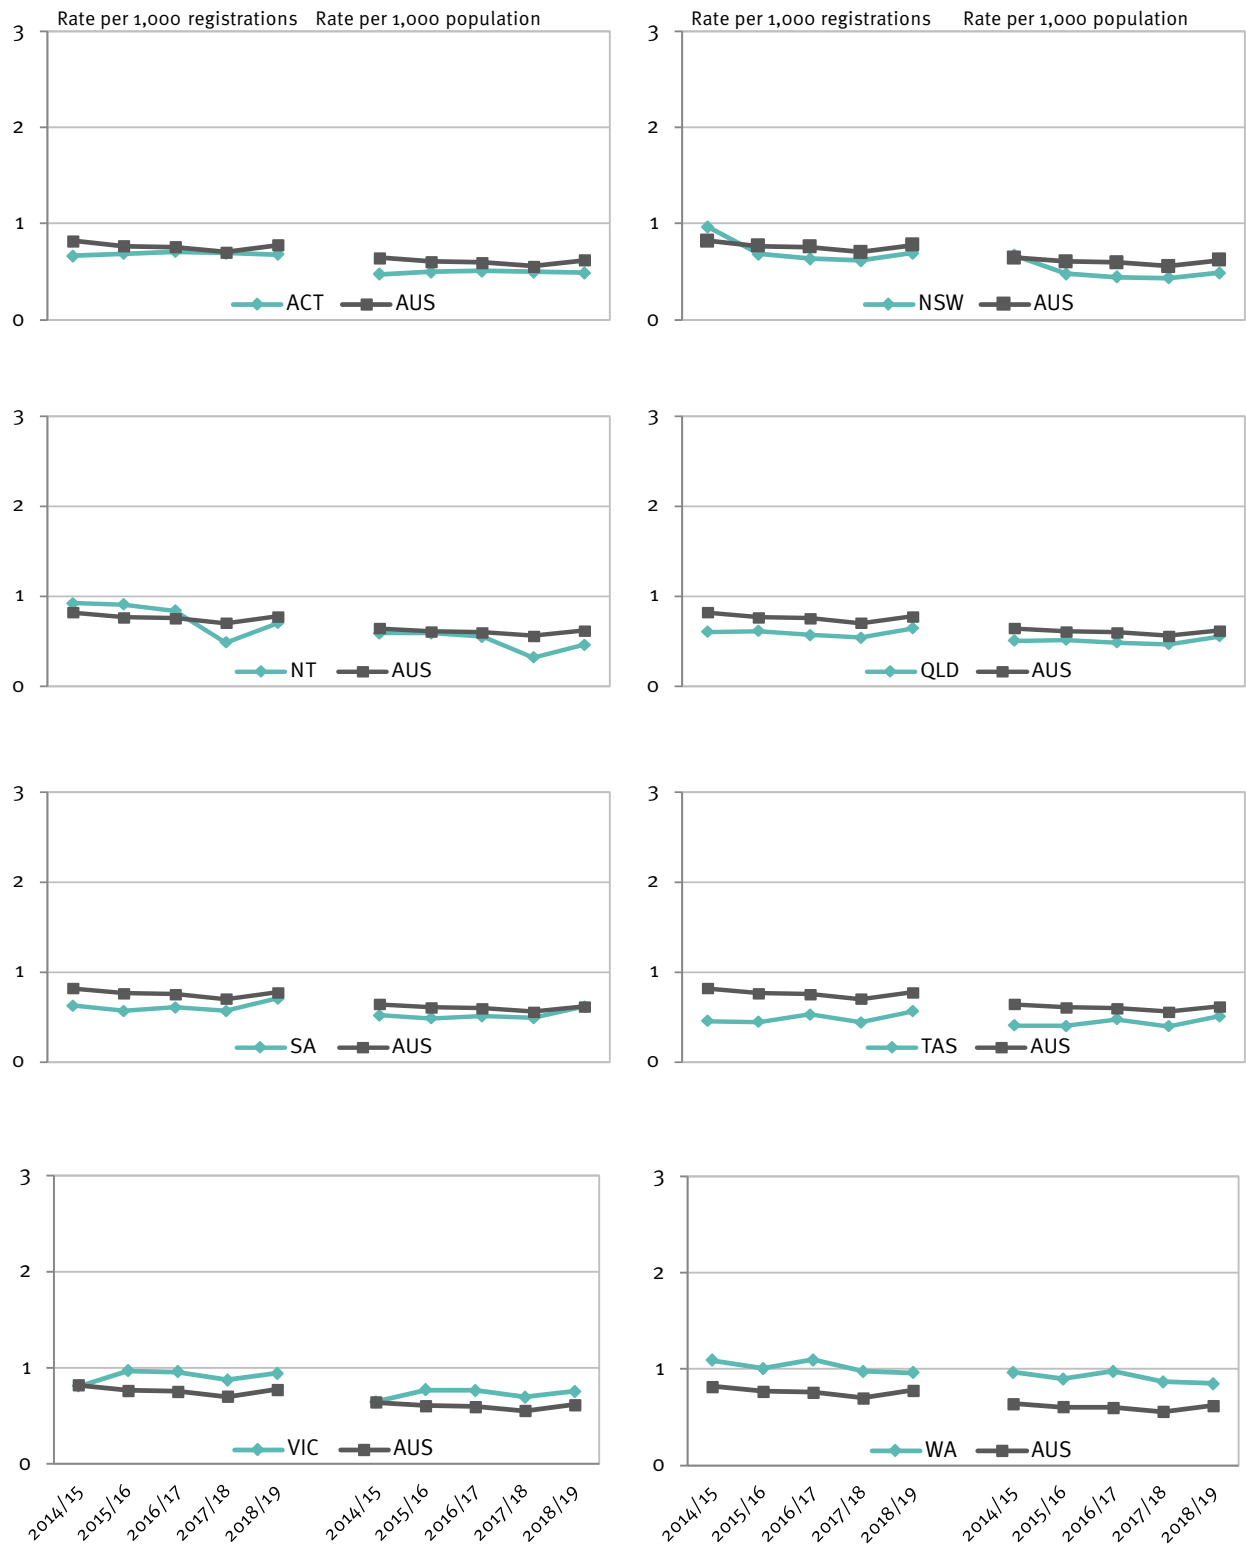 Rate per 1,000 registrations Rate per 1,000 population
3
2
1
0
ACT AUS
Rate per 1,000 registrations Rate per 1,000 population
3
2
1
0
NSW AUS
3
2
1
0
NT AUS
3
2
1
0
QLD AUS
3
2
1
0
SA AUS
3
2
1
0
TAS AUS
3
2
1
0
VIC AUS
2014/15 2015/16 2016/17 2017/18 2018/19 2014/15 2015/16 2016/17 2017/18 2018/19
3
2
1
0
WA AUS
2014/15 2015/16 2016/17 2017/18 2018/19 2014/15 2015/16 2016/17 2017/18 2018/19